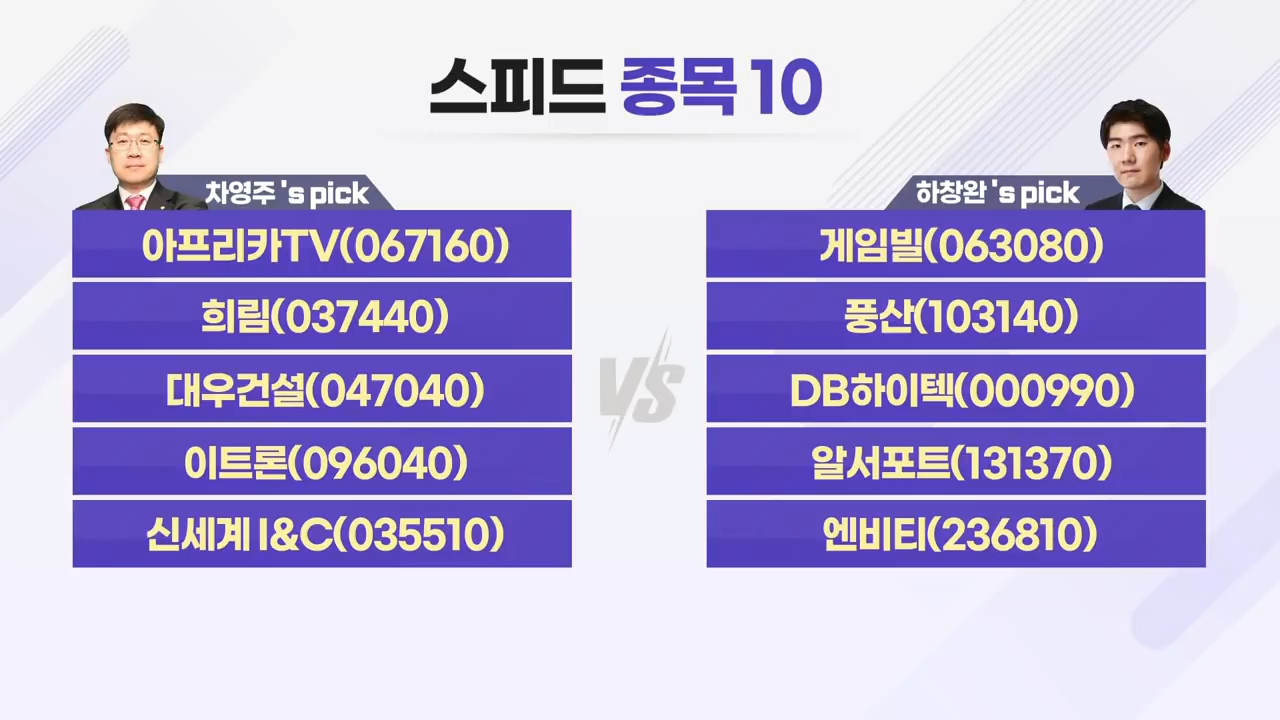 스피드 종목 10
차영주 's pick
아프리카TV(067160)
희림(037440)
대우건설(047040)
이트론(096040)
신세계 I&C(035510)
VS
하창완 's pick
게임빌(063080)
풍산(103140)
DB하이텍(000990)
알서포트(131370)
엔비티(236810)